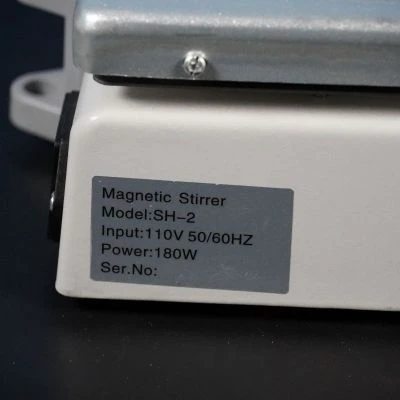 Magnetic Stirrer
Model:SH-2
Input:110V 50/60HZ
Power:180W
Ser.No: